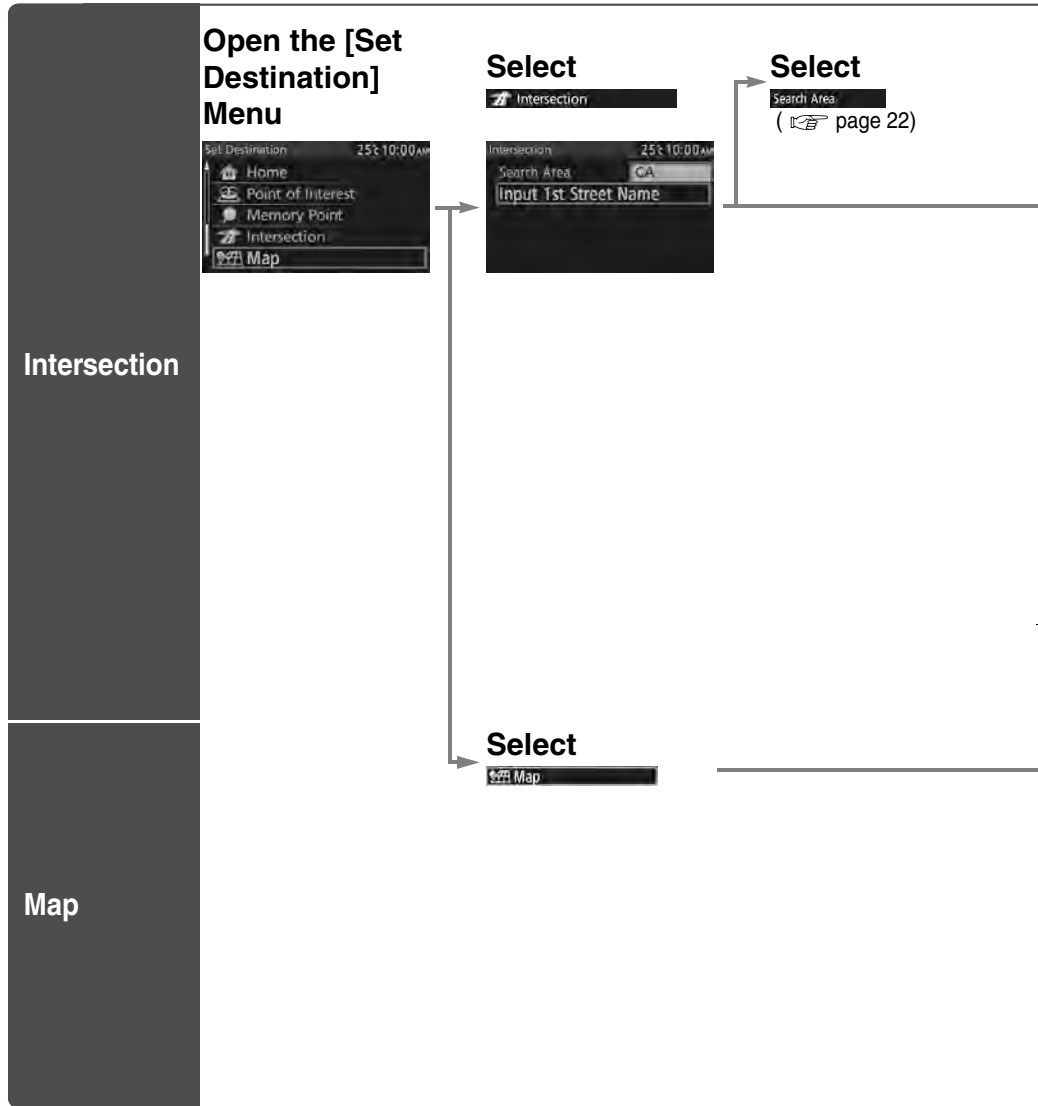 Open the [Set
Destination]
Menu
Set Destination 25℃ 10:00AM
Home
Point of Interest
Memory Point
Intersection
Map
Select
Intersection
Intersection 25℃ 10:00AM
Search Area CA
Input 1st Street Name
Select
Search Area
( ☞ page 22)
Intersection
Select
Map
Map